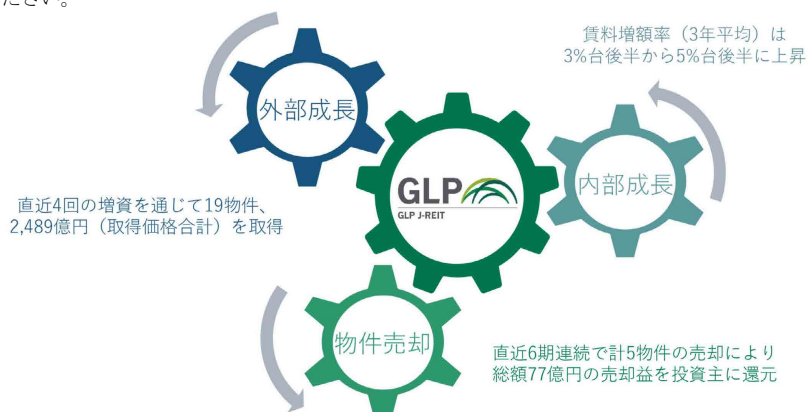 ださい。
賃料増額率（3年平均）は
3%台後半から5%台後半に上昇
外部成長
GLP
GLP J-REIT
内部成長
直近4回の増資を通じて19物件、
2,489億円（取得価格合計）を取得
物件売却
直近6期連続で計5物件の売却により
総額77億円の売却益を投資主に還元